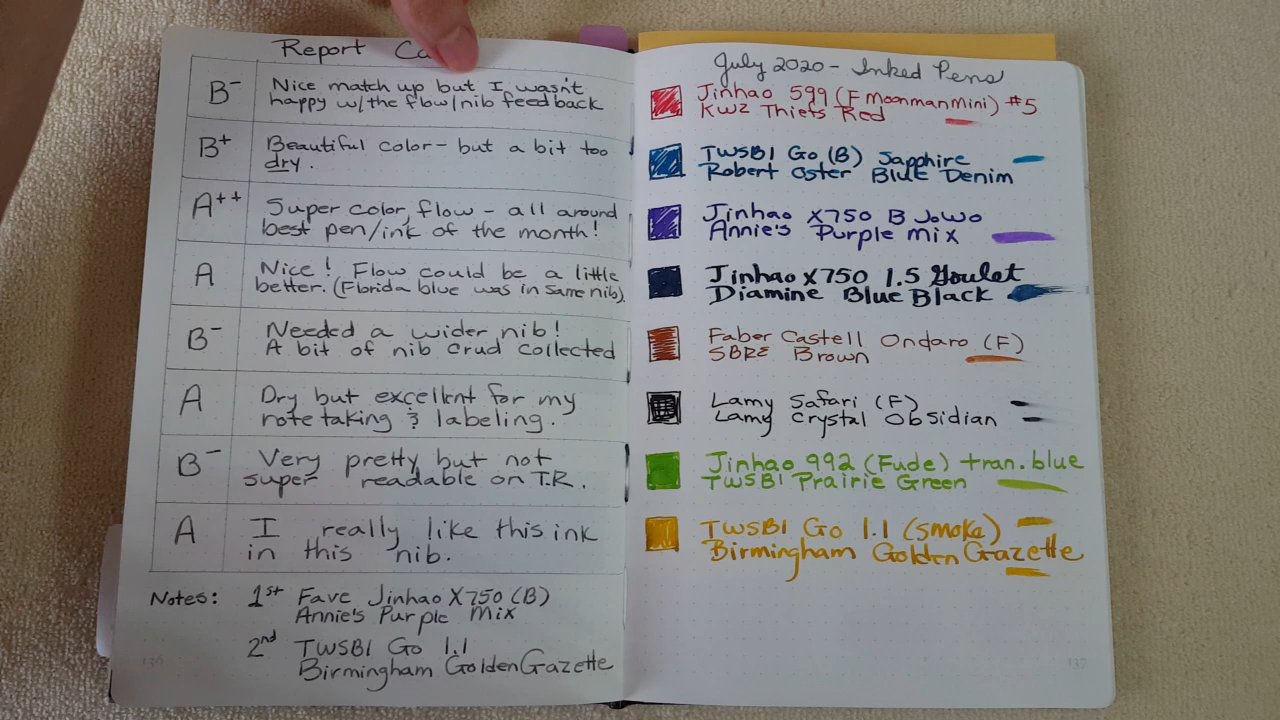 Report Ca
B-
Nice match up but I wasn't
happy w/the flow/nib feedback
B+
Beautiful color- but a bit too
dry.
A++
Super color, flow - all around
best pen/ink of the month!
A
Nice! Flow could be a little
better. (Florida blue was in same nib).
B-
Needed a wider nib!
A bit of nib crud collected
A
Dry but excellent for my
note taking & labeling.
B-
Very pretty but not
super readable on T.R.
A
I really like this ink
in this nib.
Notes: 1st Fave Jinhao X750 (B)
Annie's Purple Mix
2nd TWSBI Go 1.1
Birmingham Golden Gazette
136
July 2020 - Inked Pens
Jinhao 599 (F Moonman Mini) #5
KWZ Thiefs Red
TWSBI Go (B) Sapphire
Robert Oster Blue Denim
Jinhao X750 B Jowo
Annie's Purple Mix
Jinhao X750 1.5 Goulet
Diamine Blue Black
Faber Castell Ondaro (F)
SBRE Brown
Lamy Safari (F)
Lamy Crystal Obsidian
Jinhao 992 (Fude) tran. blue
TWSBI Prairie Green
TWSBI Go 1.1 (smoke)
Birmingham Golden Gazette
137